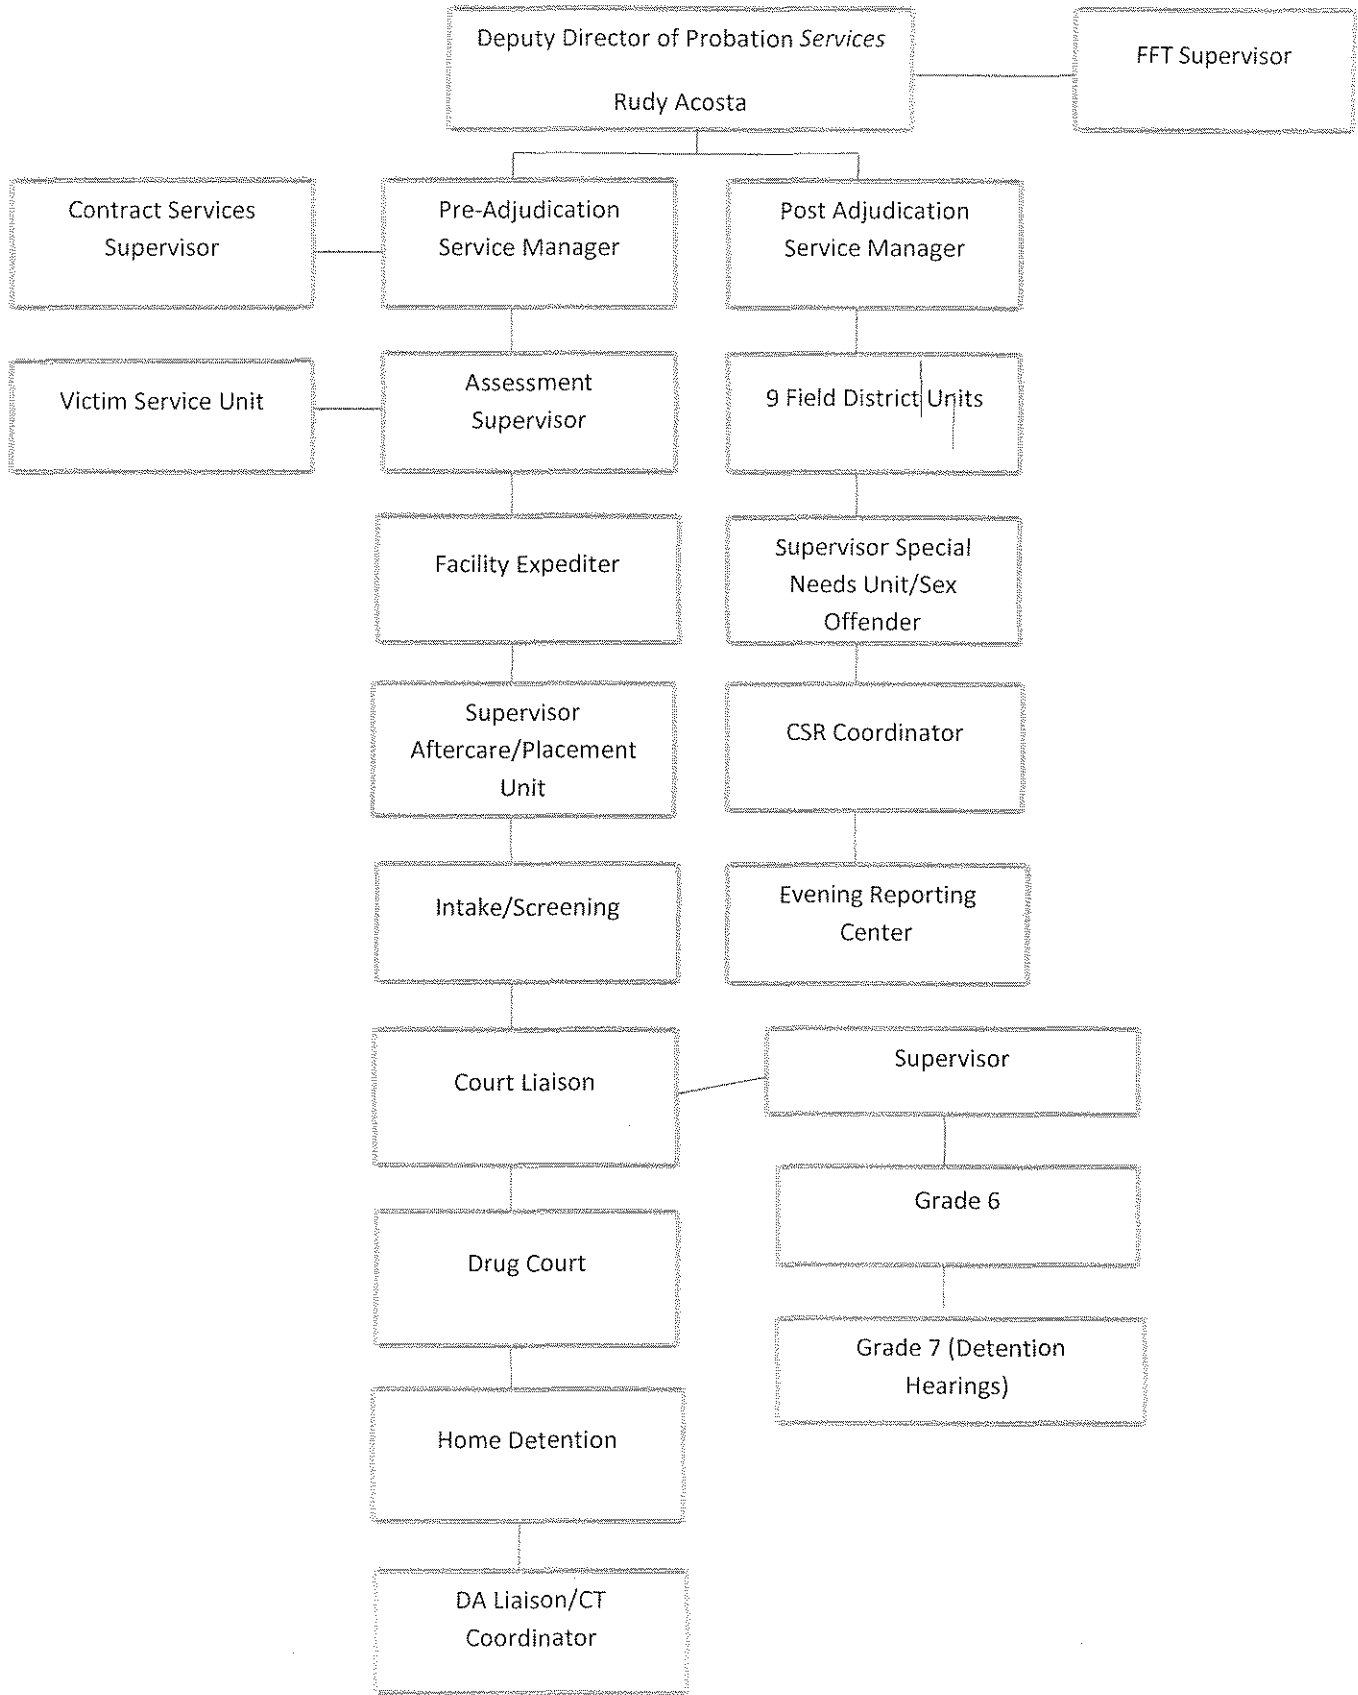 Deputy Director of Probation Services
Rudy Acosta
FFT Supervisor
Contract Services
Supervisor
Pre-Adjudication
Service Manager
Post Adjudication
Service Manager
Victim Service Unit
Assessment
Supervisor
9 Field District Units
Facility Expediter
Supervisor Special
Needs Unit/Sex
Offender
Supervisor
Aftercare/Placement
Unit
CSR Coordinator
Intake/Screening
Evening Reporting
Center
Court Liaison
Supervisor
Grade 6
Drug Court
Grade 7 (Detention
Hearings)
Home Detention
DA Liaison/CT
Coordinator